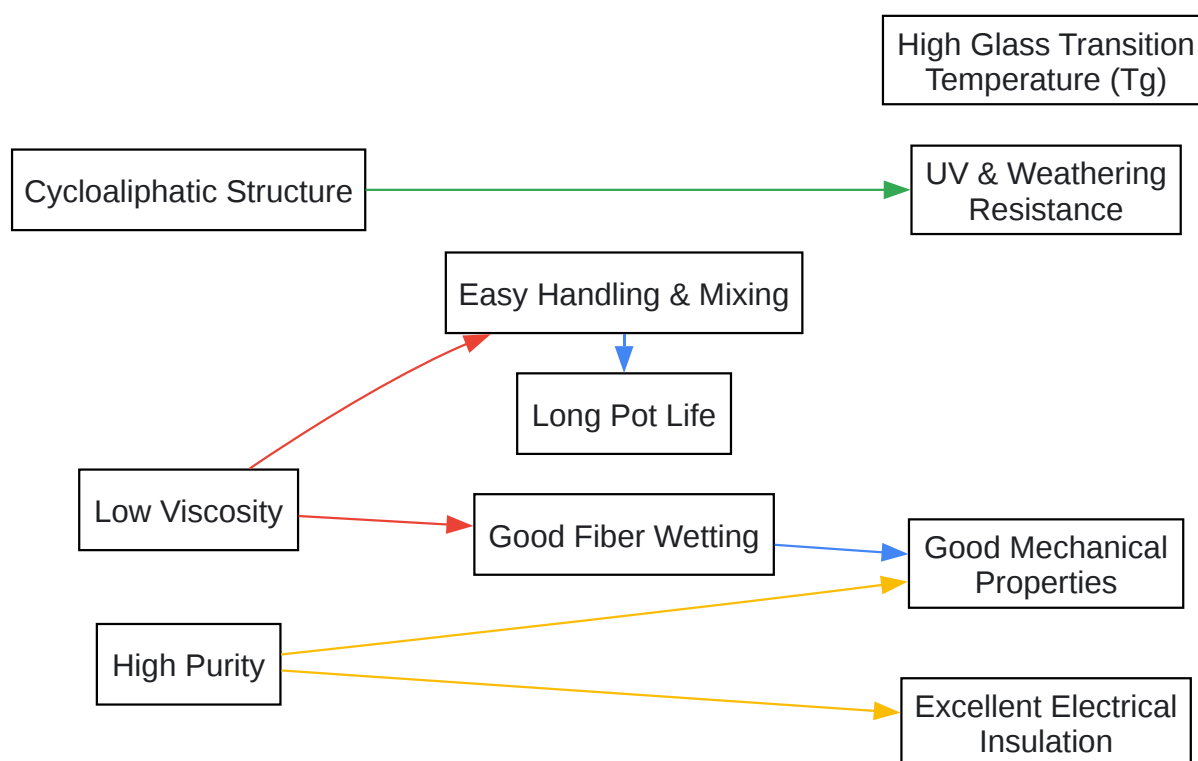 High Glass Transition
Temperature (Tg)
Cycloaliphatic Structure
UV & Weathering
Resistance
Easy Handling & Mixing
Long Pot Life
Low Viscosity
Good Fiber Wetting
Good Mechanical
Properties
High Purity
Excellent Electrical
Insulation